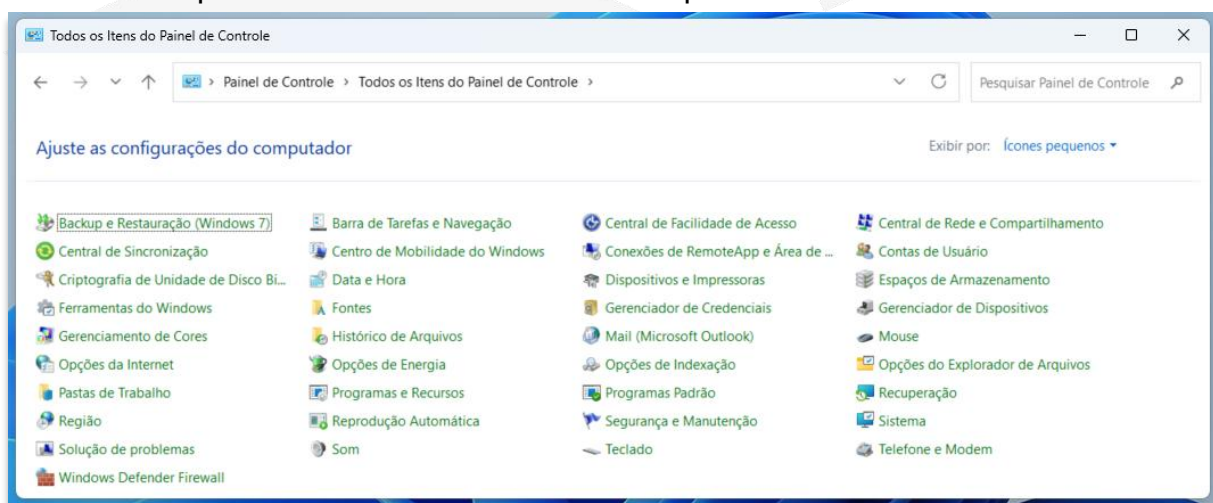 Todos os Itens do Painel de Controle
Painel de Controle > Todos os Itens do Painel de Controle >
Pesquisar Painel de Controle
Ajuste as configurações do computador
Exibir por: Ícones pequenos
Backup e Restauração (Windows 7) Barra de Tarefas e Navegação Central de Facilidade de Acesso Central de Rede e Compartilhamento
Central de Sincronização Centro de Mobilidade do Windows Conexões de RemoteApp e Área de ... Contas de Usuário
Criptografia de Unidade de Disco Bi... Data e Hora Dispositivos e Impressoras Espaços de Armazenamento
Ferramentas do Windows Fontes Gerenciador de Credenciais Gerenciador de Dispositivos
Gerenciamento de Cores Histórico de Arquivos Mail (Microsoft Outlook) Mouse
Opções da Internet Opções de Energia Opções de Indexação Opções do Explorador de Arquivos
Pastas de Trabalho Programas e Recursos Programas Padrão Recuperação
Região Reprodução Automática Segurança e Manutenção Sistema
Solução de problemas Som Teclado Telefone e Modem
Windows Defender Firewall